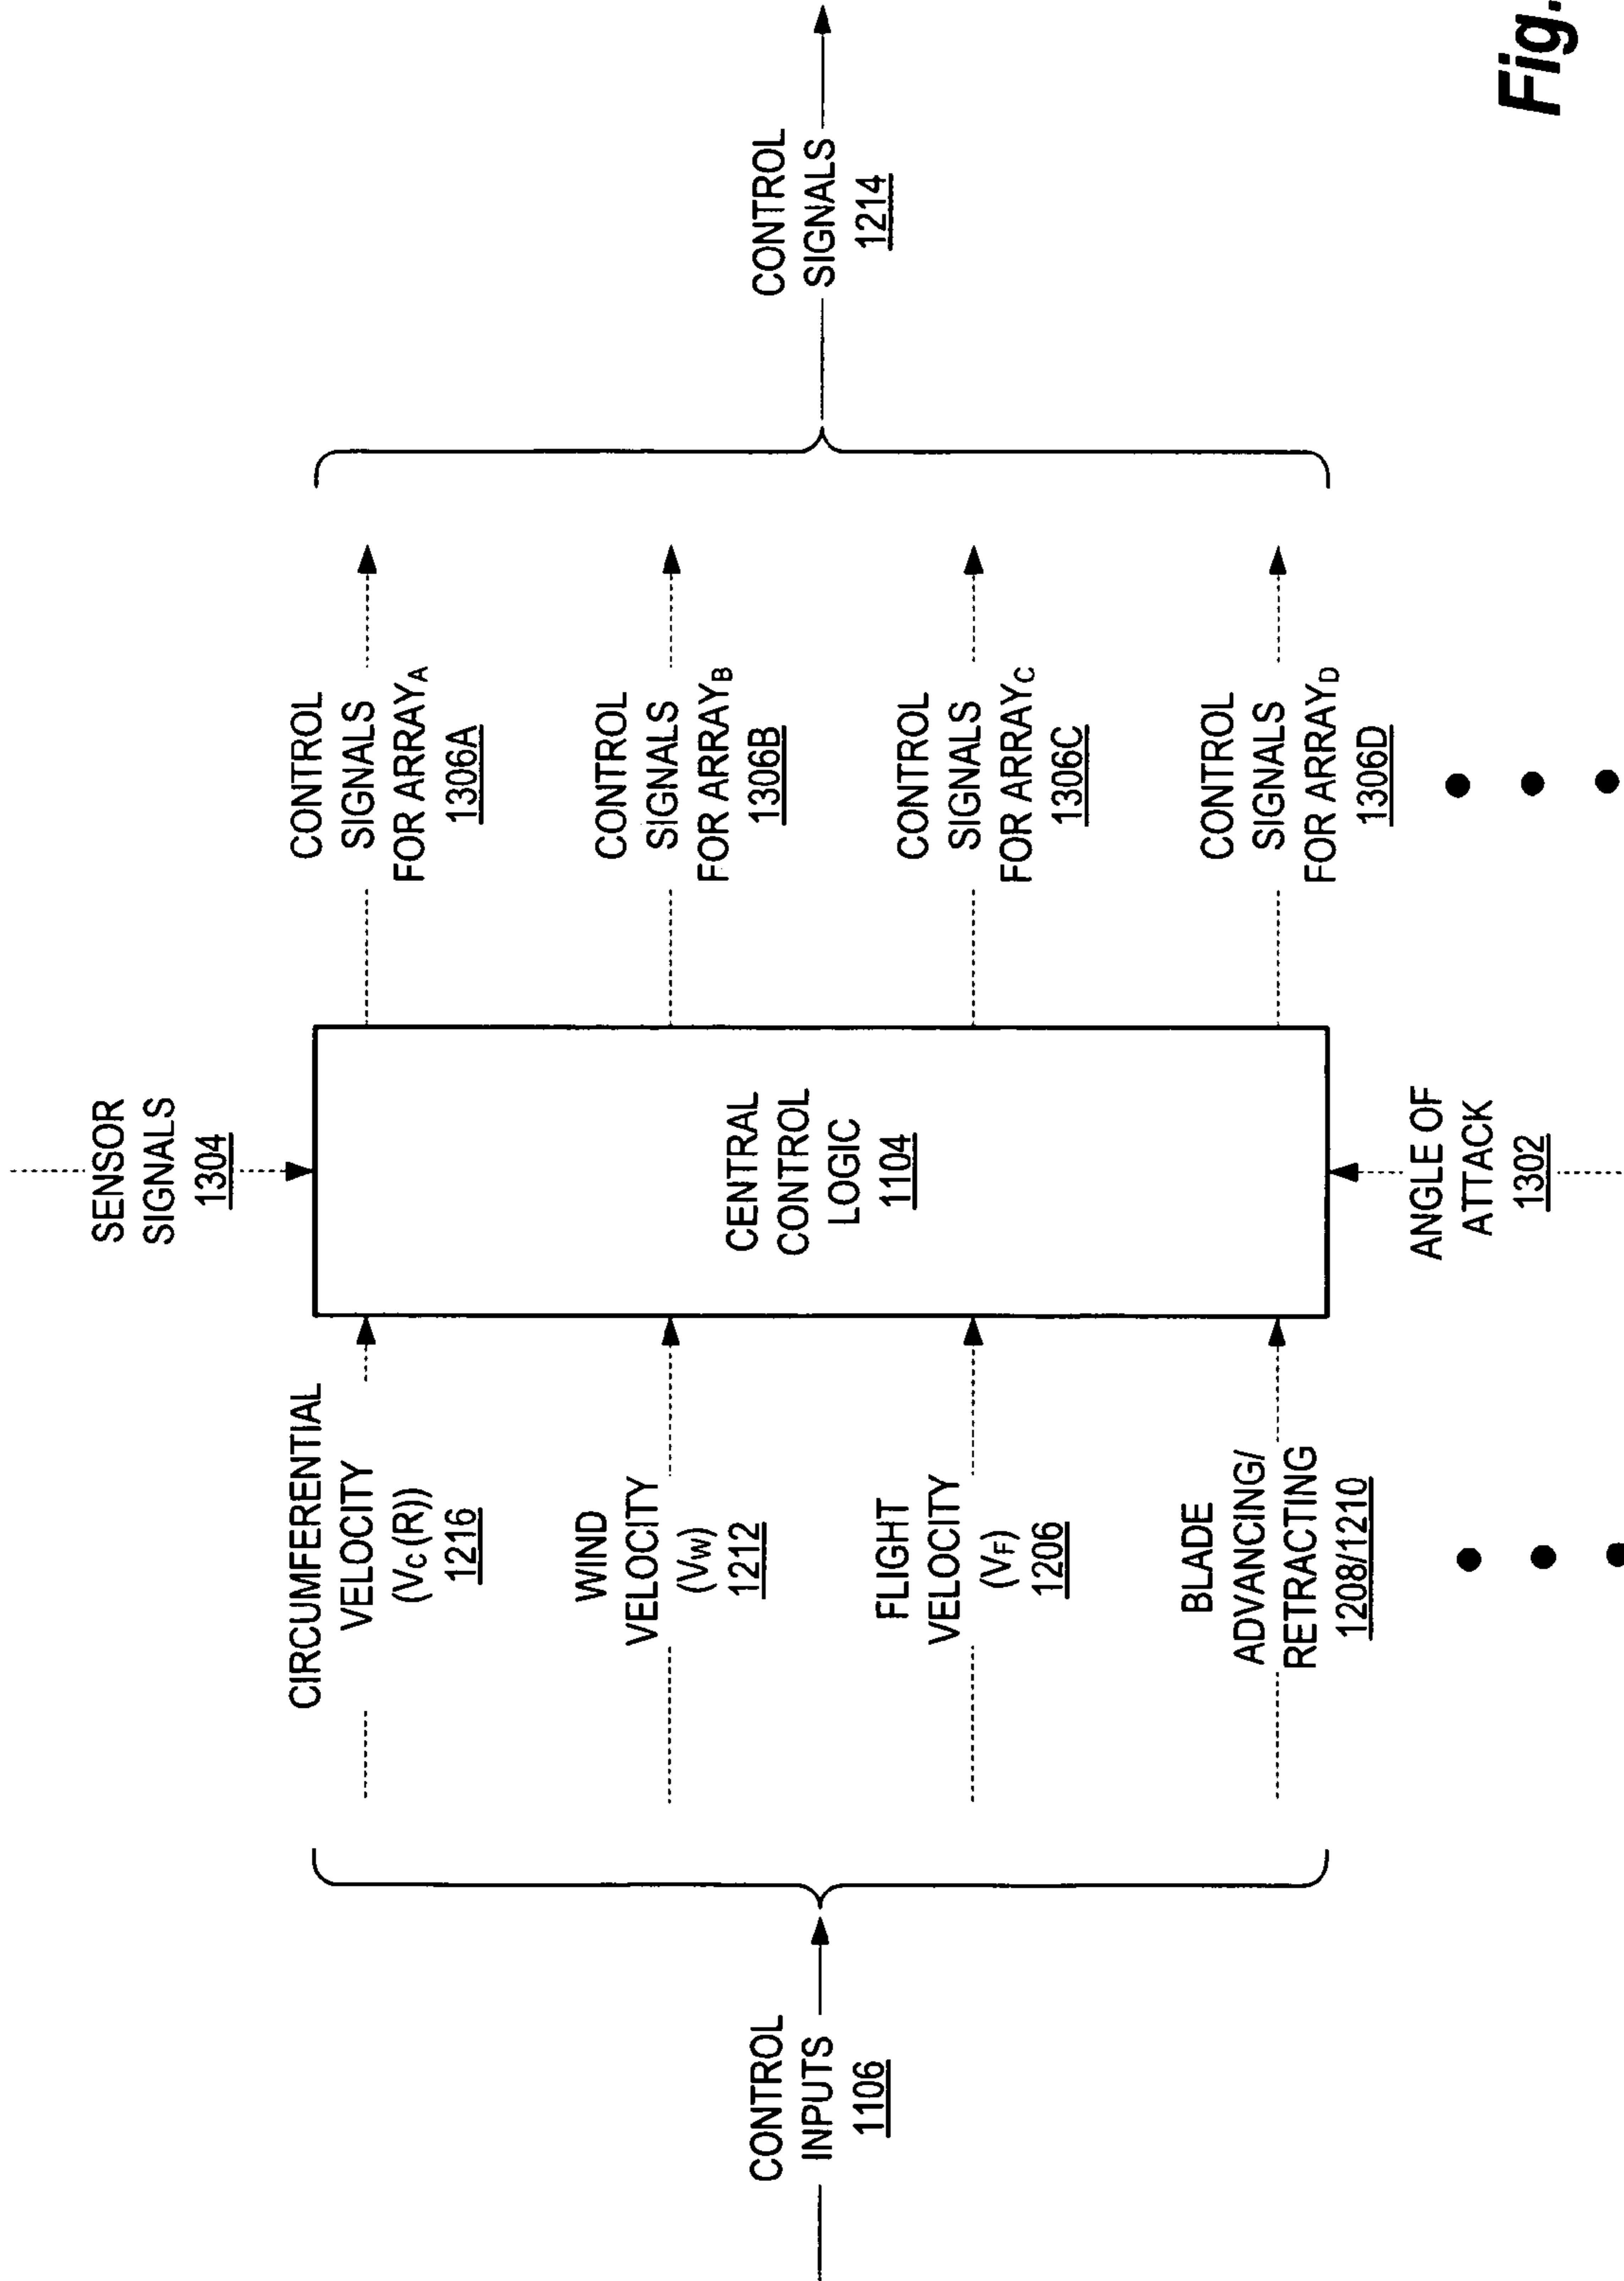 SENSOR
SIGNALS
1304
CONTROL
INPUTS
1106
CIRCUMFERENTIAL
VELOCITY
(VC (R))
1216
WIND
VELOCITY
(VW)
1212
FLIGHT
VELOCITY
(VF)
1206
BLADE
ADVANCING/
RETRACTING
1208/1210
CENTRAL
CONTROL
LOGIC
1104
CONTROL
SIGNALS
FOR ARRAYA
1306A
CONTROL
SIGNALS
FOR ARRAYB
1306B
CONTROL
SIGNALS
FOR ARRAYC
1306C
CONTROL
SIGNALS
FOR ARRAYD
1306D
CONTROL
SIGNALS
1214
ANGLE OF
ATTACK
1302
Fig.